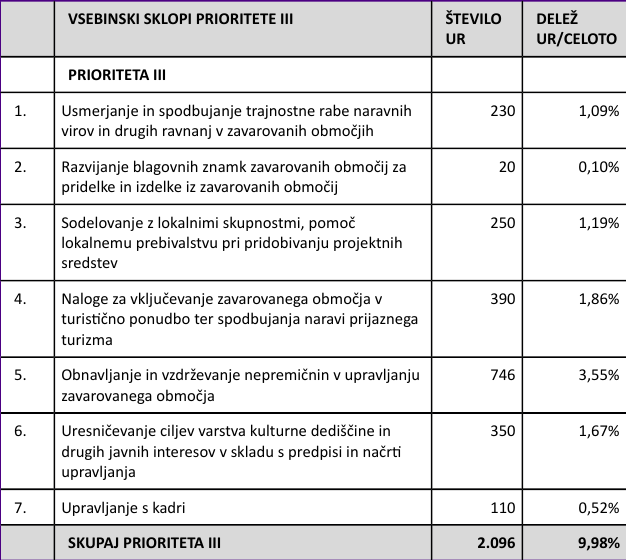 VSEBINSKI SKLOPI PRIORITETE III ŠTEVILO UR DELEŽ UR/CELOTO
PRIORITETA III
1. Usmerjanje in spodbujanje trajnostne rabe naravnih 230 1,09%
virov in drugih ravnanj v zavarovanih območjih
2. Razvijanje blagovnih znamk zavarovanih območij za 20 0,10%
pridelke in izdelke iz zavarovanih območij
3. Sodelovanje z lokalnimi skupnostmi, pomoč 250 1,19%
lokalnemu prebivalstvu pri pridobivanju projektnih
sredstev
4. Naloge za vključevanje zavarovanega območja v 390 1,86%
turistično ponudbo ter spodbujanja naravi prijaznega
turizma
5. Obnavljanje in vzdrževanje nepremičnin v upravljanju 746 3,55%
zavarovanega območja
6. Uresničevanje ciljev varstva kulturne dediščine in 350 1,67%
drugih javnih interesov v skladu s predpisi in načrti
upravljanja
7. Upravljanje s kadri 110 0,52%
SKUPAJ PRIORITETA III 2.096 9,98%